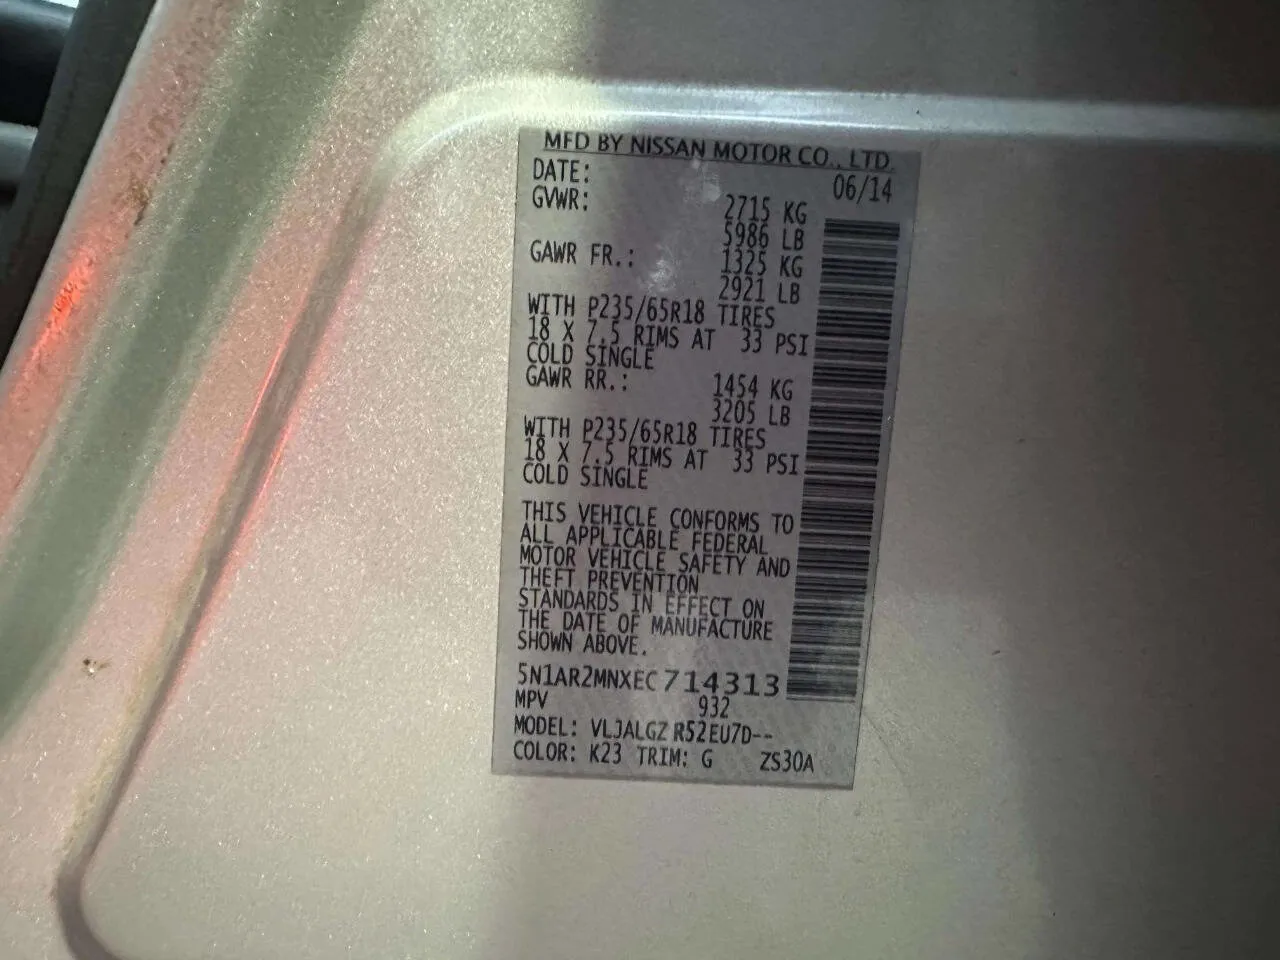 MFD BY NISSAN MOTOR CO., LTD.
DATE: 06/14
GVWR: 2715 KG
5986 LB
GAWR FR.: 1325 KG
2921 LB
WITH P235/65R18 TIRES
18 X 7.5 RIMS AT 33 PSI
COLD SINGLE
GAWR RR.: 1454 KG
3205 LB
WITH P235/65R18 TIRES
18 X 7.5 RIMS AT 33 PSI
COLD SINGLE
THIS VEHICLE CONFORMS TO
ALL APPLICABLE FEDERAL
MOTOR VEHICLE SAFETY AND
THEFT PREVENTION
STANDARDS IN EFFECT ON
THE DATE OF MANUFACTURE
SHOWN ABOVE.
5N1AR2MNXEC714313
MPV 932
MODEL: VLJALGZ R52EU7D--
COLOR: K23 TRIM: G ZS30A